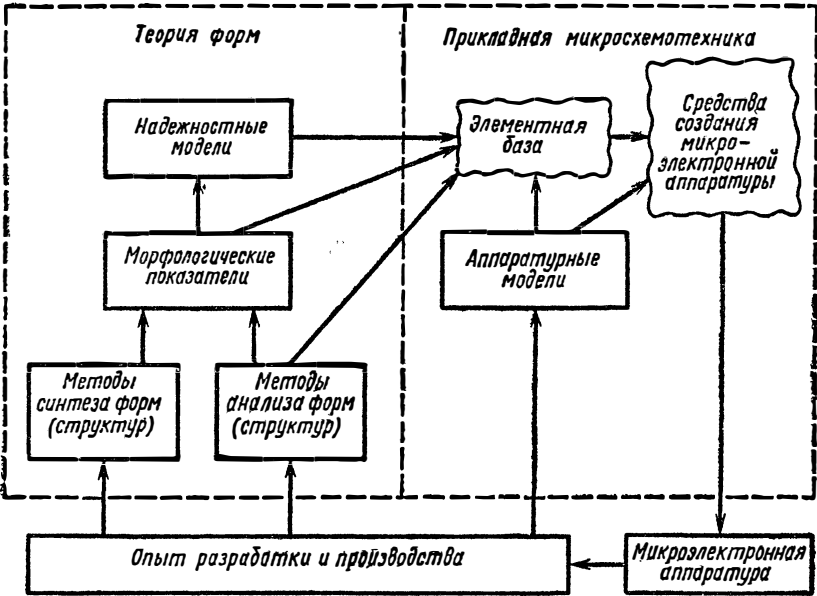 Теория форм
Прикладная микросхемотехника
Надежностные
модели
Элементная
база
Средства
создания
микро-
электронной
аппаратуры
Морфологические
показатели
Аппаратурные
модели
Методы
синтеза форм
(структур)
Методы
анализа форм
(структур)
Опыт разработки и производства
Микроэлектронная
аппаратура